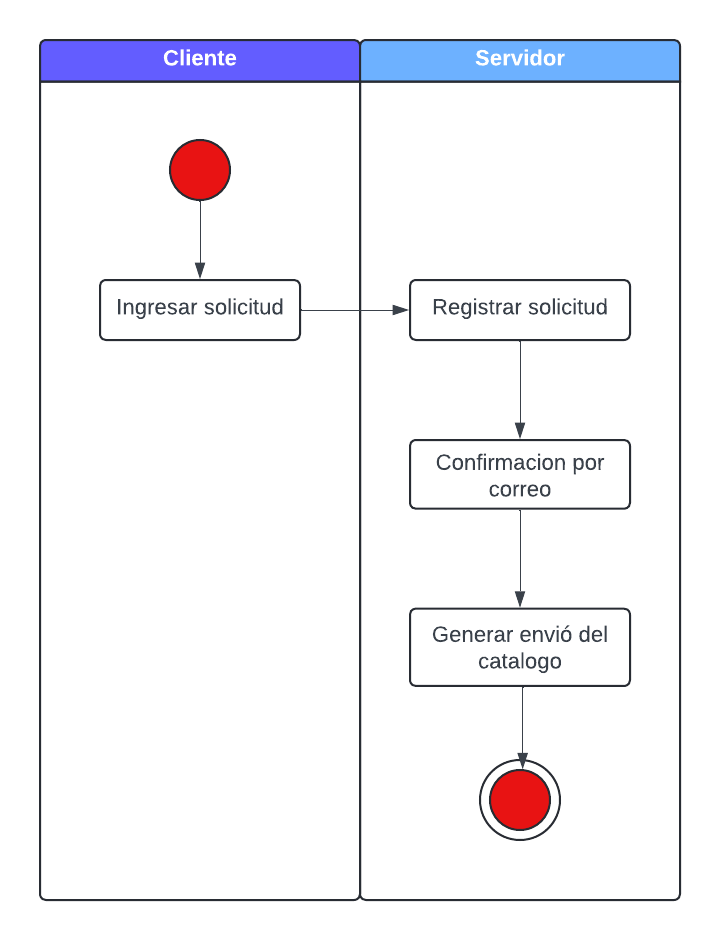 Cliente
Servidor
Ingresar solicitud
Registrar solicitud
Confirmacion por
correo
Generar envió del
catalogo